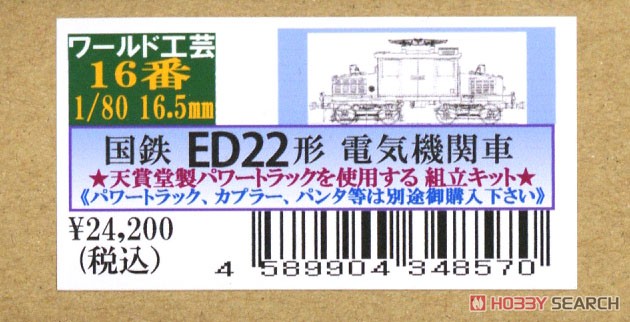 ワールド工芸
16番
1/80 16.5mm
国鉄 ED22形 電気機関車
★天賞堂製パワートラックを使用する 組立キット★
《パワートラック、カプラー、パンタ等は別途御購入下さい》
¥24,200
(税込)
4 589904 348570
HOBBY SEARCH